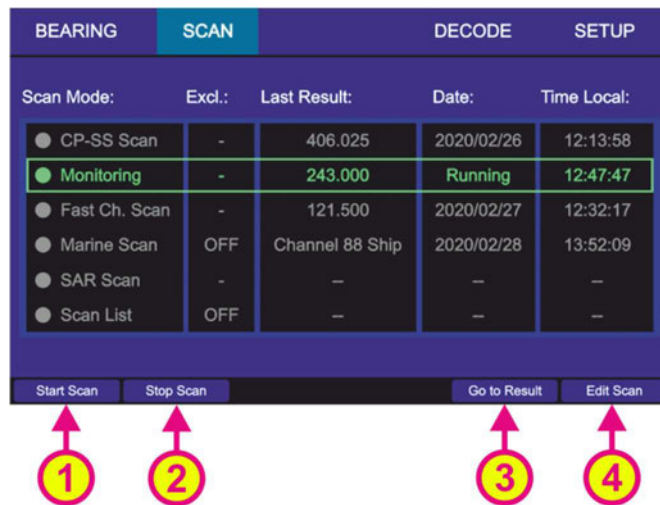 BEARING SCAN DECODE SETUP
Scan Mode: Excl.: Last Result: Date: Time Local:
CP-SS Scan - 406.025 2020/02/26 12:13:58
Monitoring - 243.000 Running 12:47:47
Fast Ch. Scan - 121.500 2020/02/27 12:32:17
Marine Scan OFF Channel 88 Ship 2020/02/28 13:52:09
SAR Scan - -- -- --
Scan List OFF -- -- --
Start Scan Stop Scan Go to Result Edit Scan
1 2 3 4